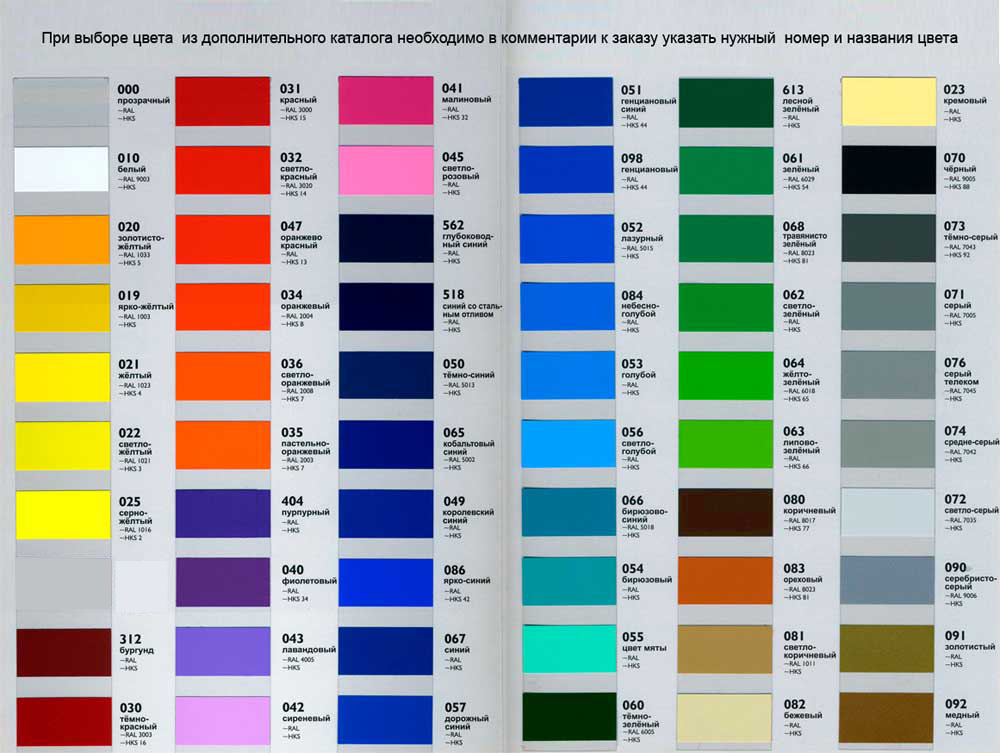 При выборе цвета из дополнительного каталога необходимо в комментарии к заказу указать нужный номер и названия цвета
000
прозрачный
~RAL
~HKS
010
белый
~RAL 9003
~HKS
020
золотисто-
жёлтый
~RAL 1033
~HKS 5
019
ярко-жёлтый
~RAL 1003
~HKS
021
жёлтый
~RAL 1023
~HKS 4
022
светло-
жёлтый
~RAL 1021
~HKS 3
025
серно-
жёлтый
~RAL 1016
~HKS 2
312
бургунд
~RAL
~HKS
030
тёмно-
красный
~RAL 3003
~HKS 16
031
красный
~RAL 3000
~HKS 15
032
светло-
красный
~RAL 3020
~HKS 14
047
оранжево
красный
~RAL
~HKS 13
034
оранжевый
~RAL 2004
~HKS 8
036
светло-
оранжевый
~RAL 2008
~HKS 7
035
пастельно-
оранжевый
~RAL 2003
~HKS 7
404
пурпурный
~RAL
~HKS
040
фиолетовый
~RAL
~HKS 34
043
лавандовый
~RAL 4005
~HKS
042
сиреневый
~RAL
~HKS
041
малиновый
~RAL
~HKS 32
045
светло-
розовый
~RAL
~HKS
562
глубоковод-
ный синий
~RAL
~HKS
518
синий со сталь-
ным отливом
~RAL
~HKS
050
тёмно-синий
~RAL 5013
~HKS
065
кобальтовый
синий
~RAL 5002
~HKS
049
королевский
синий
~RAL
~HKS
086
ярко-синий
~RAL
~HKS 42
067
синий
~RAL
~HKS
057
дорожный
синий
~RAL
~HKS
051
генциановый
синий
~RAL
~HKS 44
098
генциановый
~RAL
~HKS 44
052
лазурный
~RAL 5015
~HKS
084
небесно-
голубой
~RAL
~HKS
053
голубой
~RAL
~HKS
056
светло-
голубой
~RAL
~HKS
066
бирюзово-
синий
~RAL 5018
~HKS
054
бирюзовый
~RAL
~HKS
055
цвет мяты
~RAL
~HKS
060
тёмно-
зелёный
~RAL 6005
~HKS
613
лесной
зелёный
~RAL
~HKS
061
зелёный
~RAL 6029
~HKS 54
068
травянисто
зелёный
~RAL 8023
~HKS 81
062
светло-
зелёный
~RAL
~HKS
064
жёлто-
зелёный
~RAL 6018
~HKS 65
063
липово-
зелёный
~RAL
~HKS 66
080
коричневый
~RAL 8017
~HKS 77
083
ореховый
~RAL 8023
~HKS 81
081
светло-
коричневый
~RAL 1011
~HKS
082
бежевый
~RAL
~HKS
023
кремовый
~RAL
~HKS
070
чёрный
~RAL 9005
~HKS 88
073
тёмно-серый
~RAL 7043
~HKS 92
071
серый
~RAL 7005
~HKS
076
серый
телеком
~RAL 7045
~HKS
074
средне-серый
~RAL 7042
~HKS
072
светло-серый
~RAL 7035
~HKS
090
серебристо-
серый
~RAL 9006
~HKS
091
золотистый
~RAL
~HKS
092
медный
~RAL
~HKS